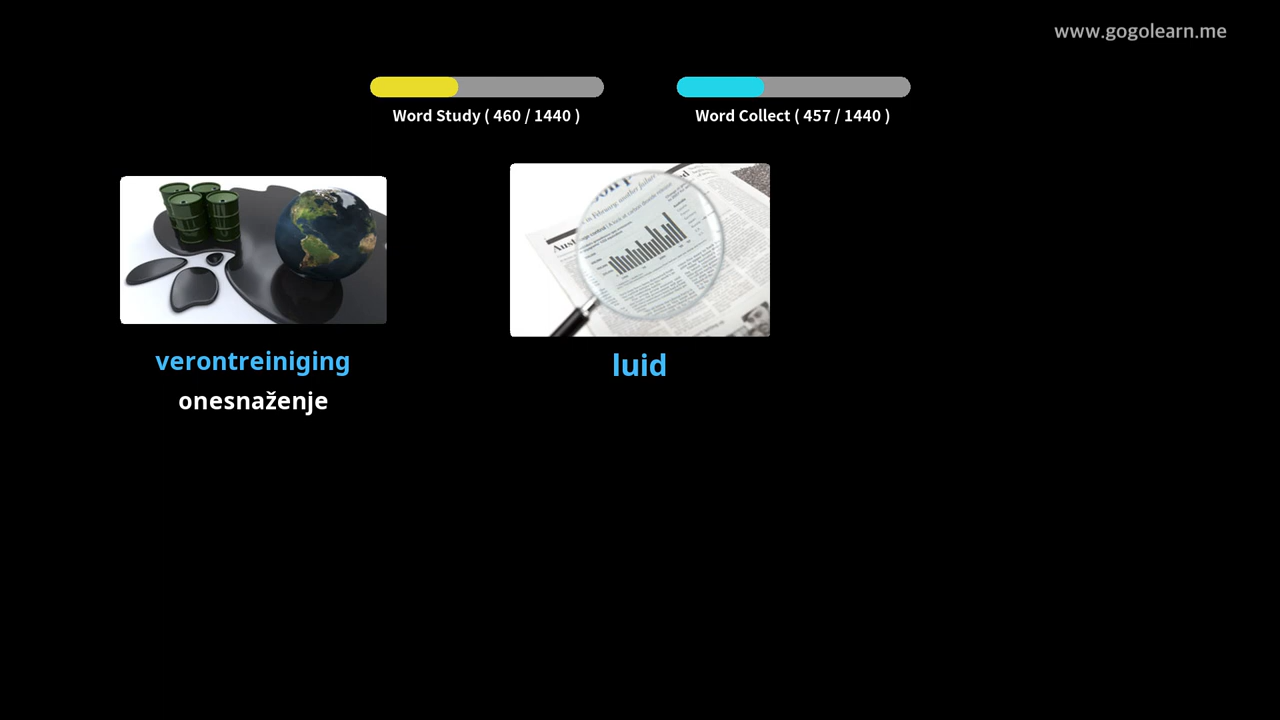 www.gogolearn.me
Word Study ( 460 / 1440 )
Word Collect ( 457 / 1440 )
verontreiniging
onesnaženje
luid